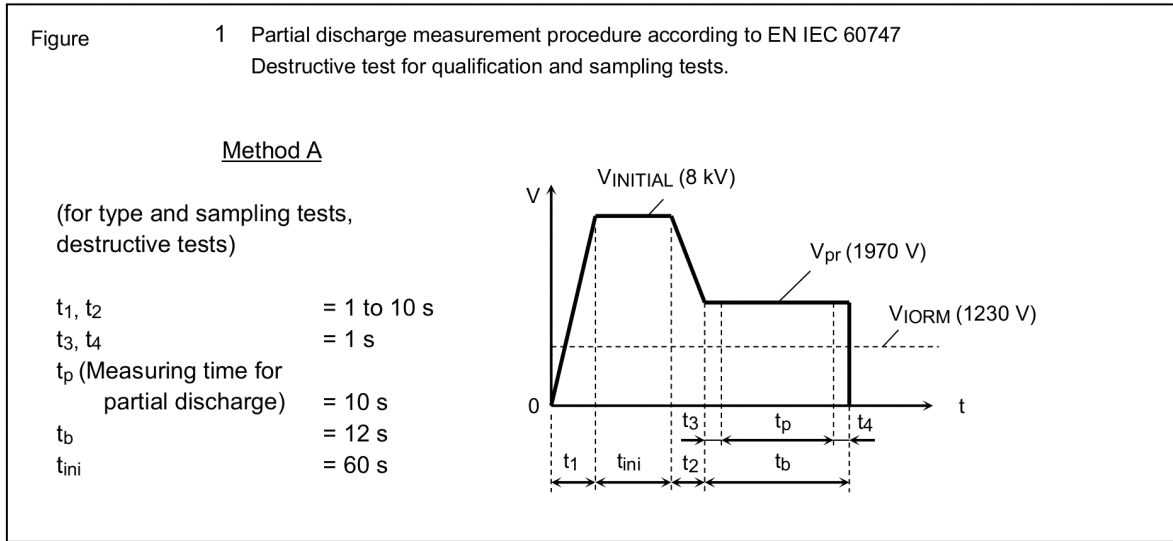 Figure 1 Partial discharge measurement procedure according to EN IEC 60747
Destructive test for qualification and sampling tests.
Method A
(for type and sampling tests,
destructive tests)
t1, t2 = 1 to 10 s
t3, t4 = 1 s
tp (Measuring time for
partial discharge) = 10 s
tb = 12 s
tini = 60 s
V
VINITIAL (8 kV)
Vpr (1970 V)
VIORM (1230 V)
0
t
t3 tp t4
t1 tini t2 tb